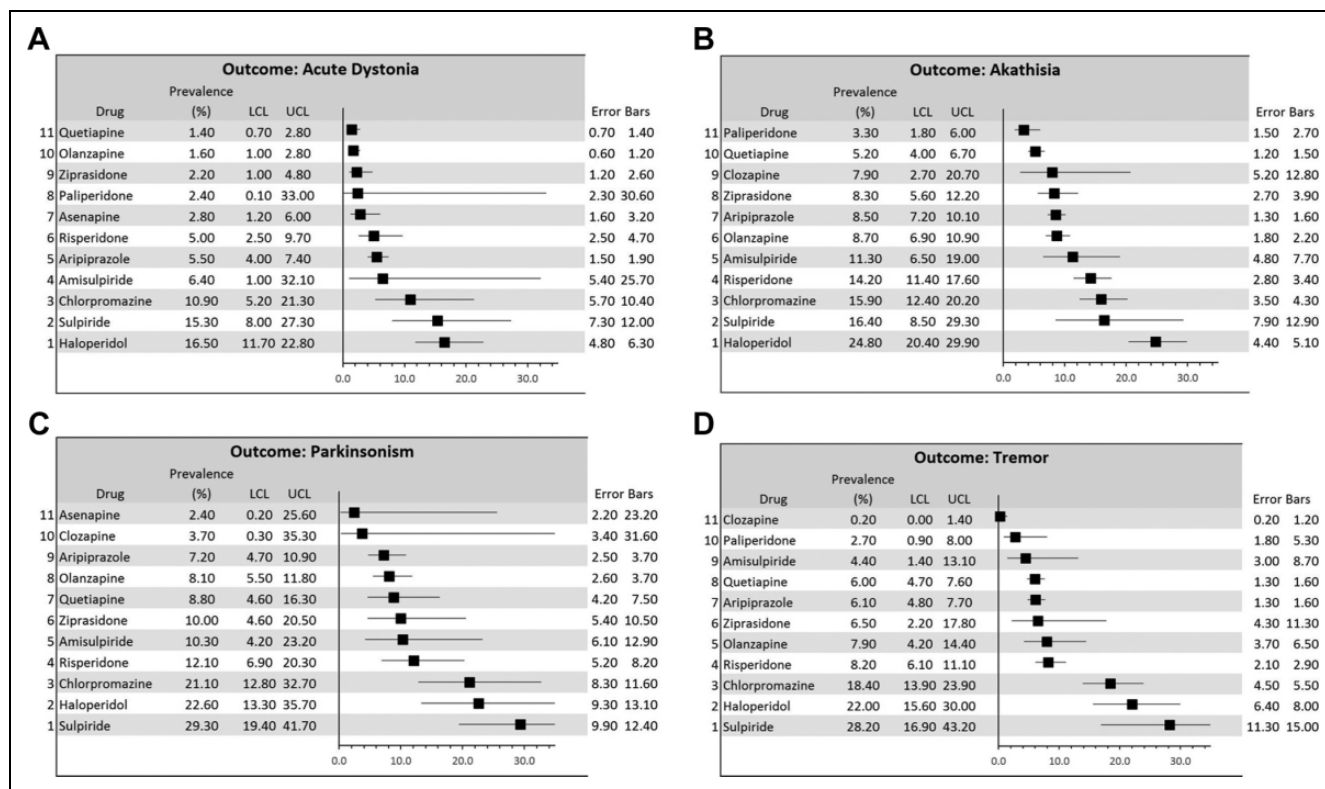 A
Outcome: Acute Dystonia
Prevalence
Drug (%) LCL UCL Error Bars
11 Quetiapine 1.40 0.70 2.80 0.70 1.40
10 Olanzapine 1.60 1.00 2.80 0.60 1.20
9 Ziprasidone 2.20 1.00 4.80 1.20 2.60
8 Paliperidone 2.40 0.10 33.00 2.30 30.60
7 Asenapine 2.80 1.20 6.00 1.60 3.20
6 Risperidone 5.00 2.50 9.70 2.50 4.70
5 Aripiprazole 5.50 4.00 7.40 1.50 1.90
4 Amisulpiride 6.40 1.00 32.10 5.40 25.70
3 Chlorpromazine 10.90 5.20 21.30 5.70 10.40
2 Sulpiride 15.30 8.00 27.30 7.30 12.00
1 Haloperidol 16.50 11.70 22.80 4.80 6.30
0.0 10.0 20.0 30.0
B
Outcome: Akathisia
Prevalence
Drug (%) LCL UCL Error Bars
11 Paliperidone 3.30 1.80 6.00 1.50 2.70
10 Quetiapine 5.20 4.00 6.70 1.20 1.50
9 Clozapine 7.90 2.70 20.70 5.20 12.80
8 Ziprasidone 8.30 5.60 12.20 2.70 3.90
7 Aripiprazole 8.50 7.20 10.10 1.30 1.60
6 Olanzapine 8.70 6.90 10.90 1.80 2.20
5 Amisulpiride 11.30 6.50 19.00 4.80 7.70
4 Risperidone 14.20 11.40 17.60 2.80 3.40
3 Chlorpromazine 15.90 12.40 20.20 3.50 4.30
2 Sulpiride 16.40 8.50 29.30 7.90 12.90
1 Haloperidol 24.80 20.40 29.90 4.40 5.10
0.0 10.0 20.0 30.0
C
Outcome: Parkinsonism
Prevalence
Drug (%) LCL UCL Error Bars
11 Asenapine 2.40 0.20 25.60 2.20 23.20
10 Clozapine 3.70 0.30 35.30 3.40 31.60
9 Aripiprazole 7.20 4.70 10.90 2.50 3.70
8 Olanzapine 8.10 5.50 11.80 2.60 3.70
7 Quetiapine 8.80 4.60 16.30 4.20 7.50
6 Ziprasidone 10.00 4.60 20.50 5.40 10.50
5 Amisulpiride 10.30 4.20 23.20 6.10 12.90
4 Risperidone 12.10 6.90 20.30 5.20 8.20
3 Chlorpromazine 21.10 12.80 32.70 8.30 11.60
2 Haloperidol 22.60 13.30 35.70 9.30 13.10
1 Sulpiride 29.30 19.40 41.70 9.90 12.40
0.0 10.0 20.0 30.0
D
Outcome: Tremor
Prevalence
Drug (%) LCL UCL Error Bars
11 Clozapine 0.20 0.00 1.40 0.20 1.20
10 Paliperidone 2.70 0.90 8.00 1.80 5.30
9 Amisulpiride 4.40 1.40 13.10 3.00 8.70
8 Quetiapine 6.00 4.70 7.60 1.30 1.60
7 Aripiprazole 6.10 4.80 7.70 1.30 1.60
6 Ziprasidone 6.50 2.20 17.80 4.30 11.30
5 Olanzapine 7.90 4.20 14.40 3.70 6.50
4 Risperidone 8.20 6.10 11.10 2.10 2.90
3 Chlorpromazine 18.40 13.90 23.90 4.50 5.50
2 Haloperidol 22.00 15.60 30.00 6.40 8.00
1 Sulpiride 28.20 16.90 43.20 11.30 15.00
0.0 10.0 20.0 30.0